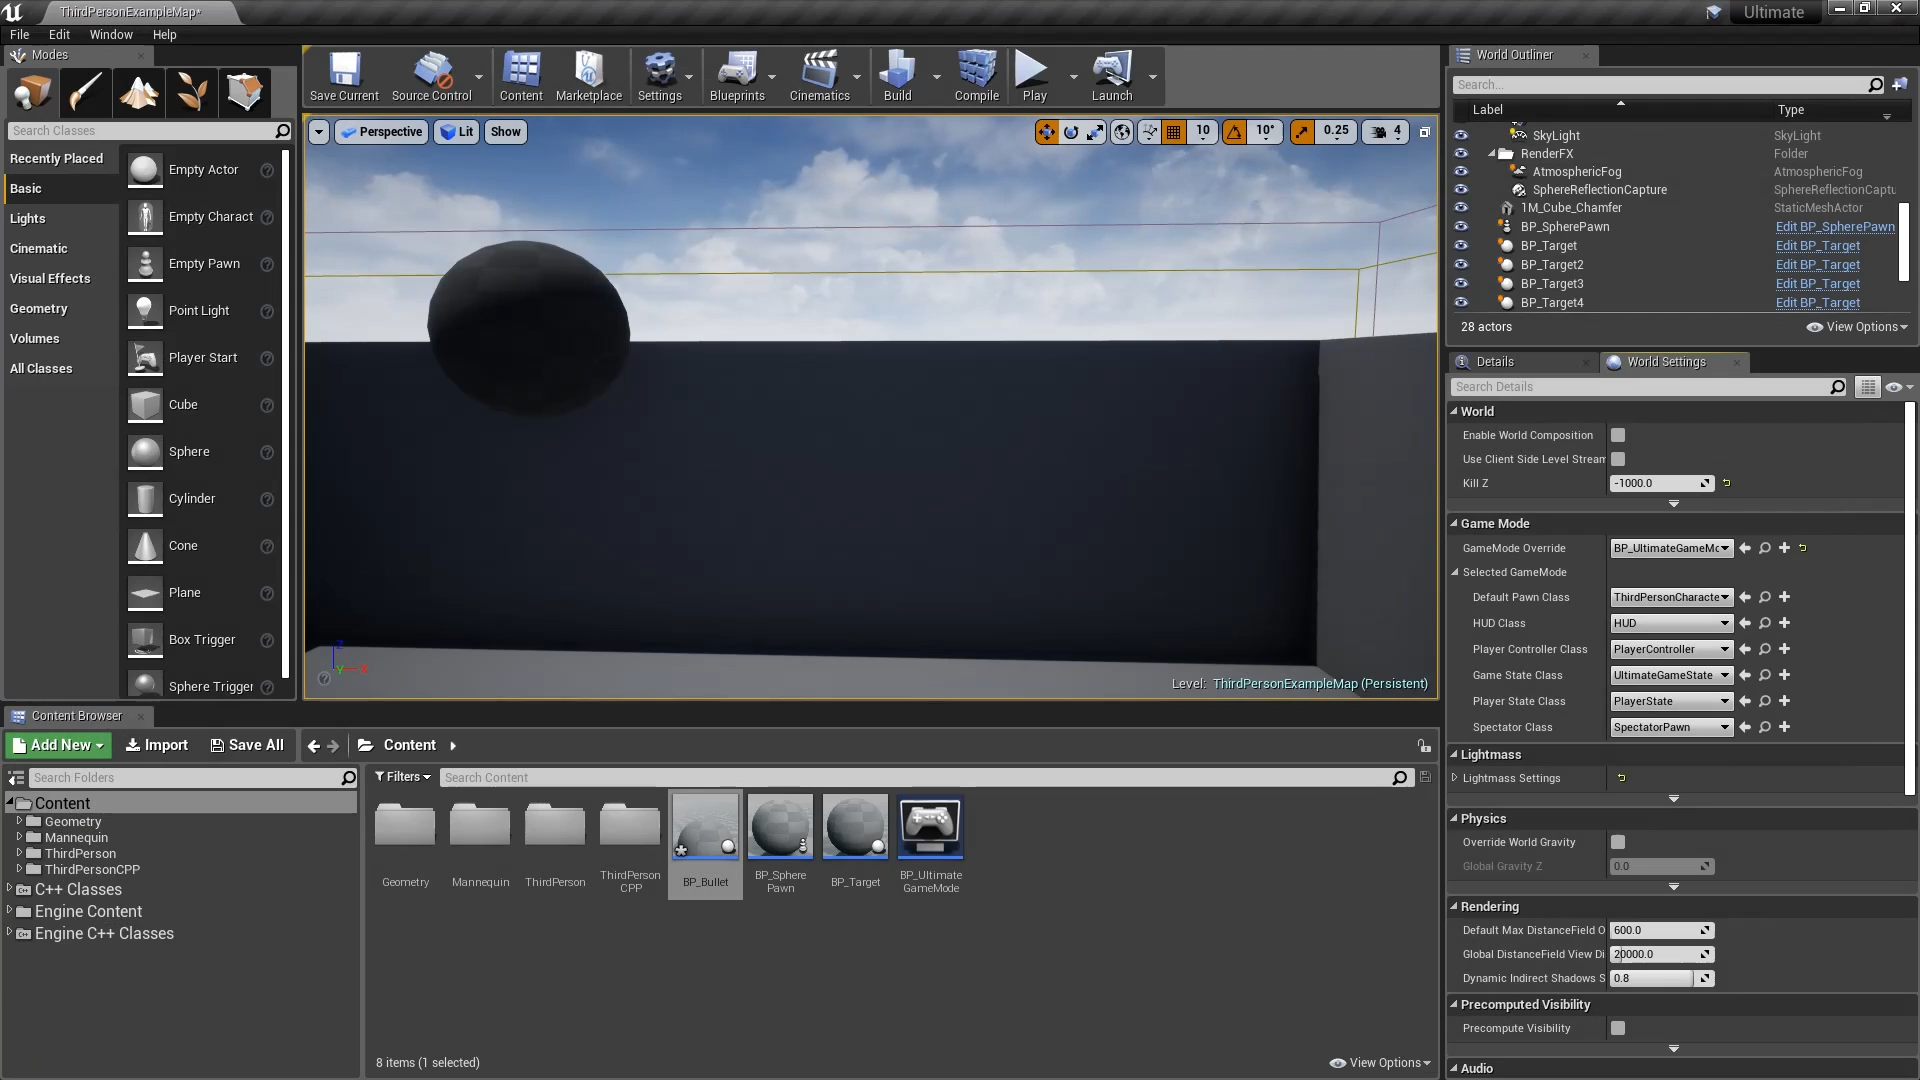 ThirdPersonExampleMap*
Ultimate
File Edit Window Help
Modes
Search Classes
Recently Placed
Basic
Lights
Cinematic
Visual Effects
Geometry
Volumes
All Classes
Empty Actor
Empty Charact
Empty Pawn
Point Light
Player Start
Cube
Sphere
Cylinder
Cone
Plane
Box Trigger
Sphere Trigger
Save Current Source Control Content Marketplace Settings Blueprints Cinematics Build Compile Play Launch
Perspective Lit Show 10 10° 0.25 4
Z
Y X
Level: ThirdPersonExampleMap (Persistent)
World Outliner
Search...
Label Type
SkyLight SkyLight
RenderFX Folder
AtmosphericFog AtmosphericFog
SphereReflectionCapture SphereReflectionCaptu
1M_Cube_Chamfer StaticMeshActor
BP_SpherePawn Edit BP_SpherePawn
BP_Target Edit BP_Target
BP_Target2 Edit BP_Target
BP_Target3 Edit BP_Target
BP_Target4 Edit BP_Target
28 actors View Options
Details World Settings
Search Details
World
Enable World Composition
Use Client Side Level Stream
Kill Z -1000.0
Game Mode
GameMode Override BP_UltimateGameMo
Selected GameMode
Default Pawn Class ThirdPersonCharacte
HUD Class HUD
Player Controller Class PlayerController
Game State Class UltimateGameState
Player State Class PlayerState
Spectator Class SpectatorPawn
Lightmass
Lightmass Settings
Physics
Override World Gravity
Global Gravity Z 0.0
Rendering
Default Max DistanceField O 600.0
Global DistanceField View Di 20000.0
Dynamic Indirect Shadows S 0.8
Precomputed Visibility
Precompute Visibility
Audio
Content Browser
Add New Import Save All Content
Search Folders
Content
Geometry
Mannequin
ThirdPerson
ThirdPersonCPP
C++ Classes
Engine Content
Engine C++ Classes
Filters Search Content
Geometry
Mannequin
ThirdPerson
ThirdPerson
CPP
BP_Bullet
BP_Sphere
Pawn
BP_Target
BP_Ultimate
GameMode
8 items (1 selected) View Options